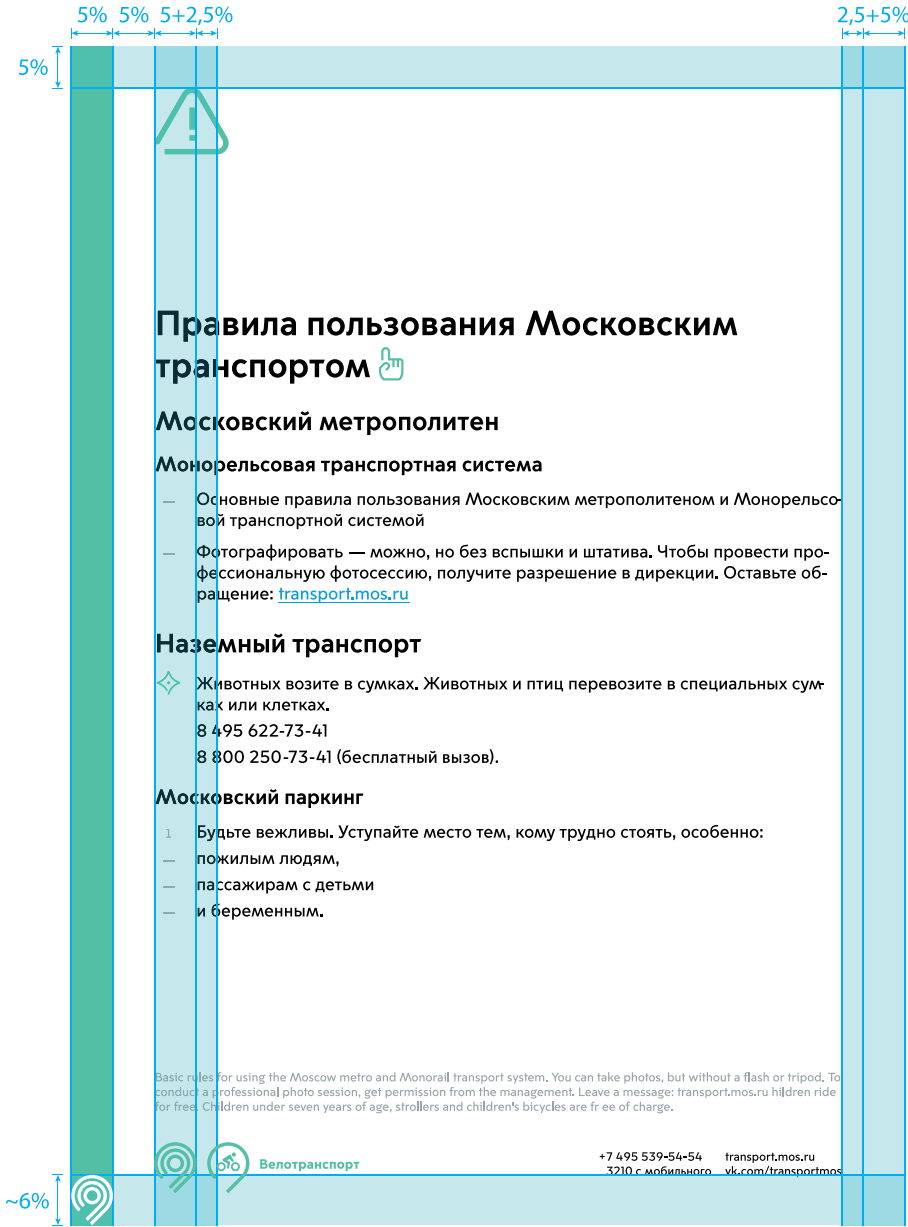 5% 5% 5+2,5% 2,5+5%
5%
Правила пользования Московским
транспортом
Московский метрополитен
Монорельсовая транспортная система
— Основные правила пользования Московским метрополитеном и Монорельсо-
вой транспортной системой
— Фотографировать — можно, но без вспышки и штатива. Чтобы провести про-
фессиональную фотосессию, получите разрешение в дирекции. Оставьте об-
ращение: transport.mos.ru
Наземный транспорт
Животных возите в сумках. Животных и птиц перевозите в специальных сум-
ках или клетках.
8 495 622-73-41
8 800 250-73-41 (бесплатный вызов).
Московский паркинг
1 Будьте вежливы. Уступайте место тем, кому трудно стоять, особенно:
— пожилым людям,
— пассажирам с детьми
— и беременным.
Basic rules for using the Moscow metro and Monorail transport system. You can take photos, but without a flash or tripod. To
conduct a professional photo session, get permission from the management. Leave a message: transport.mos.ru hildren ride
for free. Children under seven years of age, strollers and children's bicycles are fr ee of charge.
Велотранспорт
+7 495 539-54-54 transport.mos.ru
3210 с мобильного vk.com/transportmos
~6%